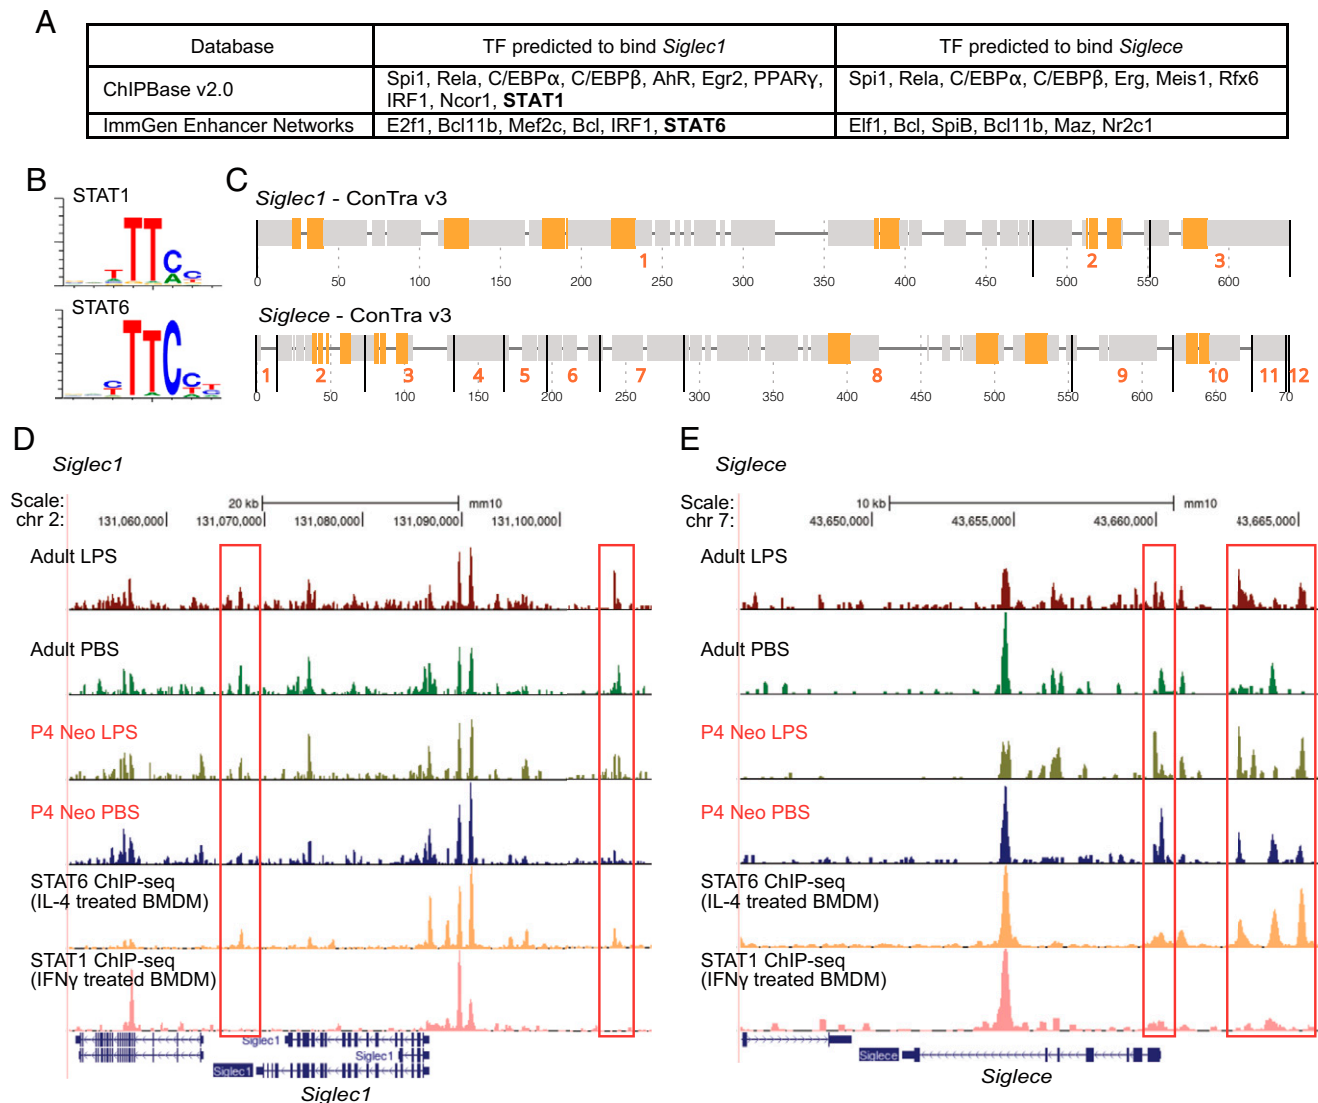 A
Database
TF predicted to bind Siglec1
TF predicted to bind Siglece
ChIPBase v2.0
Spi1, Rela, C/EBPα, C/EBPβ, AhR, Egr2, PPARγ,
IRF1, Ncor1, STAT1
Spi1, Rela, C/EBPα, C/EBPβ, Erg, Meis1, Rfx6
ImmGen Enhancer Networks
E2f1, Bcl11b, Mef2c, Bcl, IRF1, STAT6
Elf1, Bcl, SpiB, Bcl11b, Maz, Nr2c1
B
STAT1
TTTCACC
STAT6
CTTTCACT
C
Siglec1 - ConTra v3
1 2 3
0 50 100 150 200 250 300 350 400 450 500 550 600
Siglece - ConTra v3
1 2 3 4 5 6 7 8 9 10 11 12
0 50 100 150 200 250 300 350 400 450 500 550 600 650 70
D
Siglec1
Scale:
20 kb
mm10
chr 2:
131,060,000
131,070,000
131,080,000
131,090,000
131,100,000
Adult LPS
Adult PBS
P4 Neo LPS
P4 Neo PBS
STAT6 ChIP-seq
(IL-4 treated BMDM)
STAT1 ChIP-seq
(IFNγ treated BMDM)
Siglec1
Siglec1
Siglec1
Siglec1
E
Siglece
Scale:
10 kb
mm10
chr 7:
43,650,000
43,655,000
43,660,000
43,665,000
Adult LPS
Adult PBS
P4 Neo LPS
P4 Neo PBS
STAT6 ChIP-seq
(IL-4 treated BMDM)
STAT1 ChIP-seq
(IFNγ treated BMDM)
Siglece
Siglece